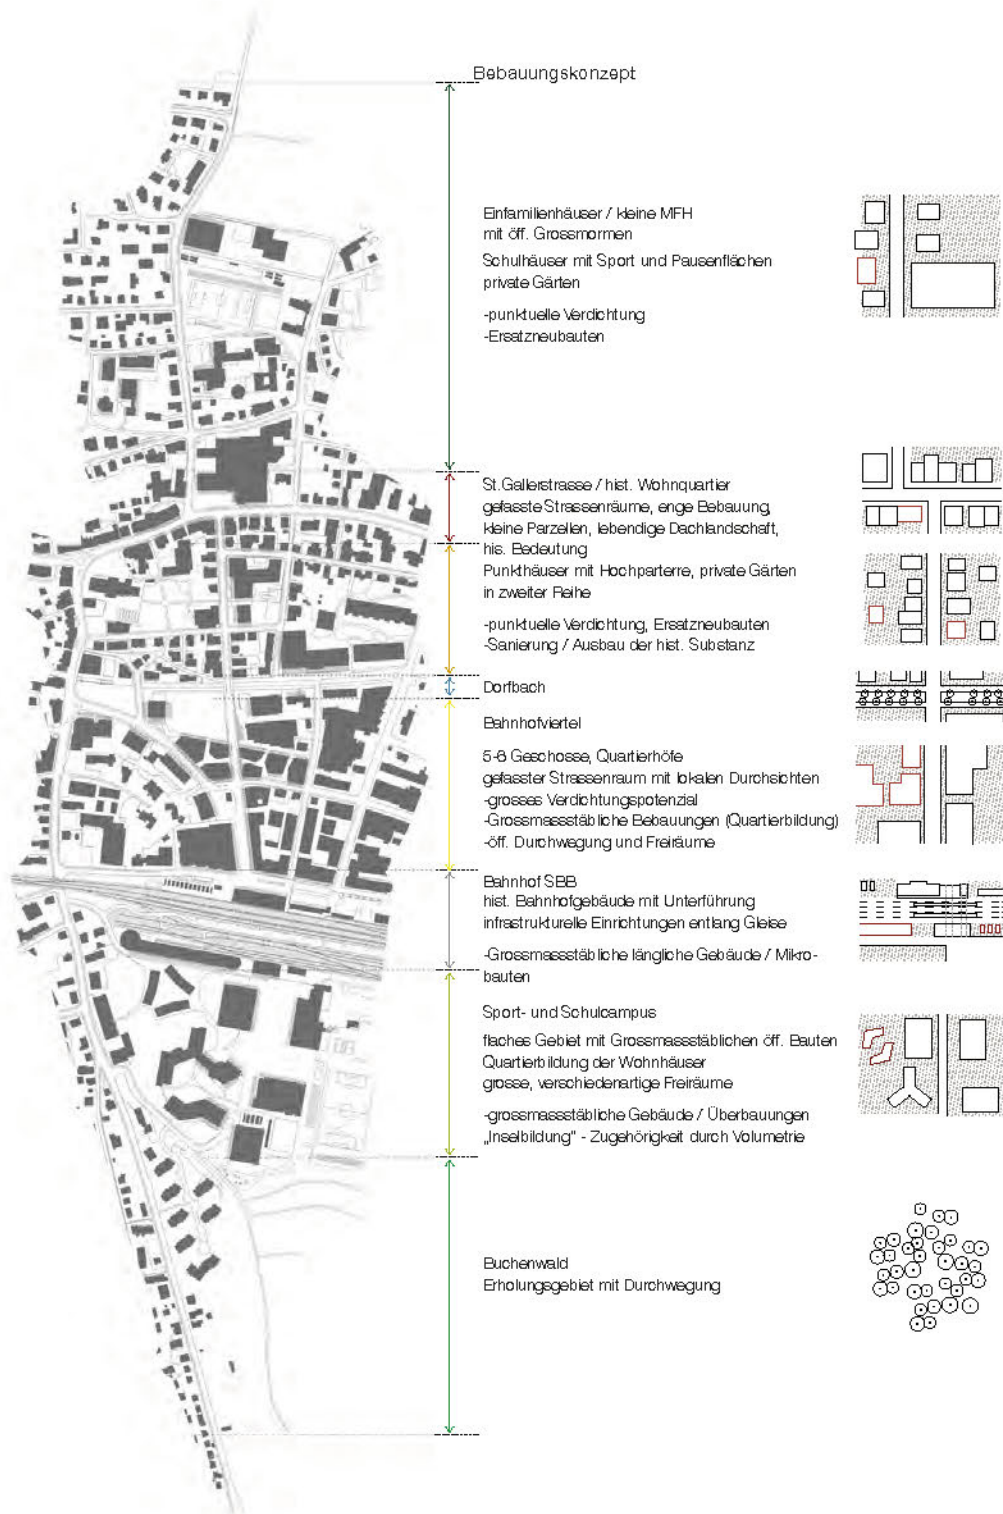 Bebauungskonzept
Einfamilienhäuser / kleine MFH
mit öff. Grossmormen
Schulhäuser mit Sport und Pausenflächen
private Gärten
-punktuelle Verdichtung
-Ersatzneubauten
St.Gallerstrasse / hist. Wohnquartier
gefasste Strassenräume, enge Bebauung,
kleine Parzellen, lebendige Dachlandschaft,
his. Bedeutung
Punkthäuser mit Hochparterre, private Gärten
in zweiter Reihe
-punktuelle Verdichtung, Ersatzneubauten
-Sanierung / Ausbau der hist. Substanz
Dorfbach
Bahnhofviertel
5-6 Geschosse, Quartierhöfe
gefasster Strassenraum mit lokalen Durchsichten
-grosses Verdichtungspotenzial
-Grossmassstäbliche Bebauungen (Quartierbildung)
-öff. Durchwegung und Freiräume
Bahnhof SBB
hist. Bahnhofgebäude mit Unterführung
infrastrukturelle Einrichtungen entlang Gleise
-Grossmassstäbliche längliche Gebäude / Mikro-
bauten
Sport- und Schulcampus
flaches Gebiet mit Grossmassstäblichen öff. Bauten
Quartierbildung der Wohnhäuser
grosse, verschiedenartige Freiräume
-grossmassstäbliche Gebäude / Überbauungen
„Inselbildung" - Zugehörigkeit durch Volumetrie
Buchenwald
Erholungsgebiet mit Durchwegung